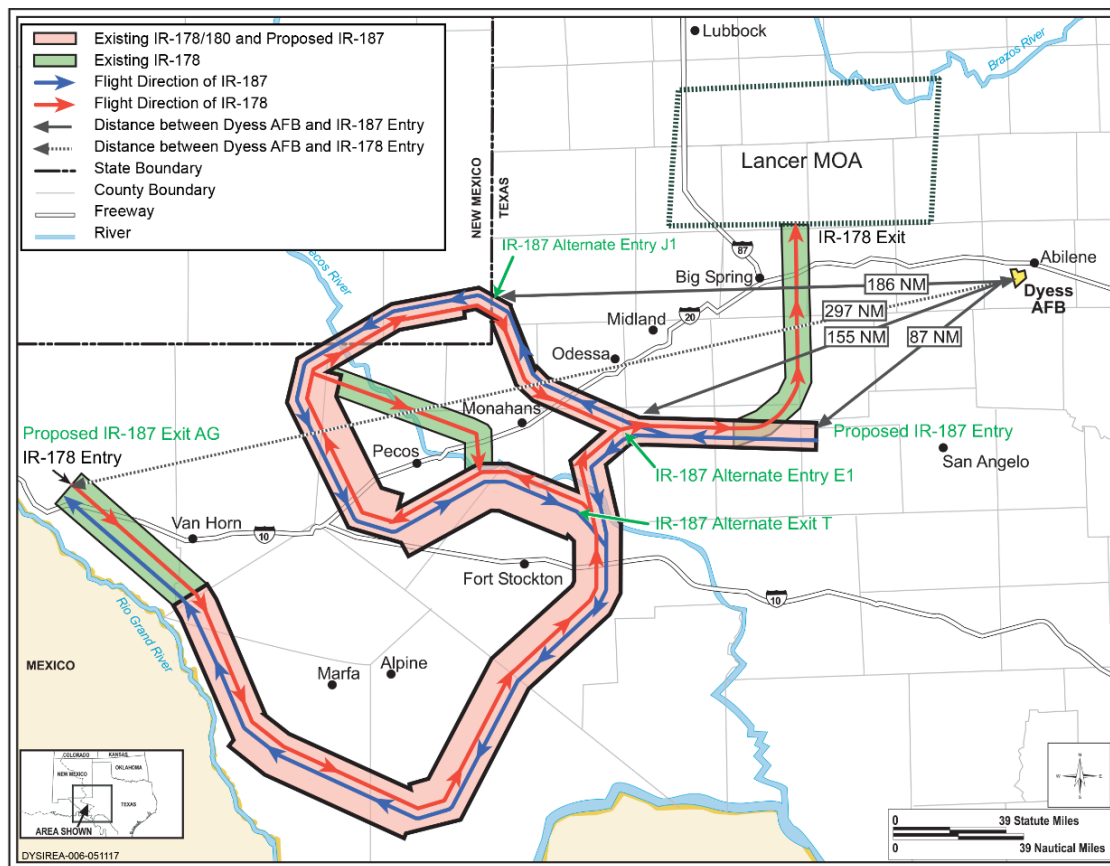 Existing IR-178/180 and Proposed IR-187
Existing IR-178
Flight Direction of IR-187
Flight Direction of IR-178
Distance between Dyess AFB and IR-187 Entry
Distance between Dyess AFB and IR-178 Entry
State Boundary
County Boundary
Freeway
River
Lubbock
Brazos River
Lancer MOA
NEW MEXICO
TEXAS
Pecos River
IR-187 Alternate Entry J1
87
IR-178 Exit
Abilene
Big Spring
186 NM
Dyess
AFB
297 NM
20
Midland
155 NM
87 NM
Odessa
Monahans
Proposed IR-187 Exit AG
Proposed IR-187 Entry
IR-178 Entry
Pecos
San Angelo
IR-187 Alternate Entry E1
Van Horn
10
IR-187 Alternate Exit T
Fort Stockton
10
Rio Grand River
MEXICO
Marfa
Alpine
COLORADO
KANSAS
NEW MEXICO
OKLAHOMA
TEXAS
AREA SHOWN
N
W
E
S
0
39 Statute Miles
0
39 Nautical Miles
DYSIREA-006-051117